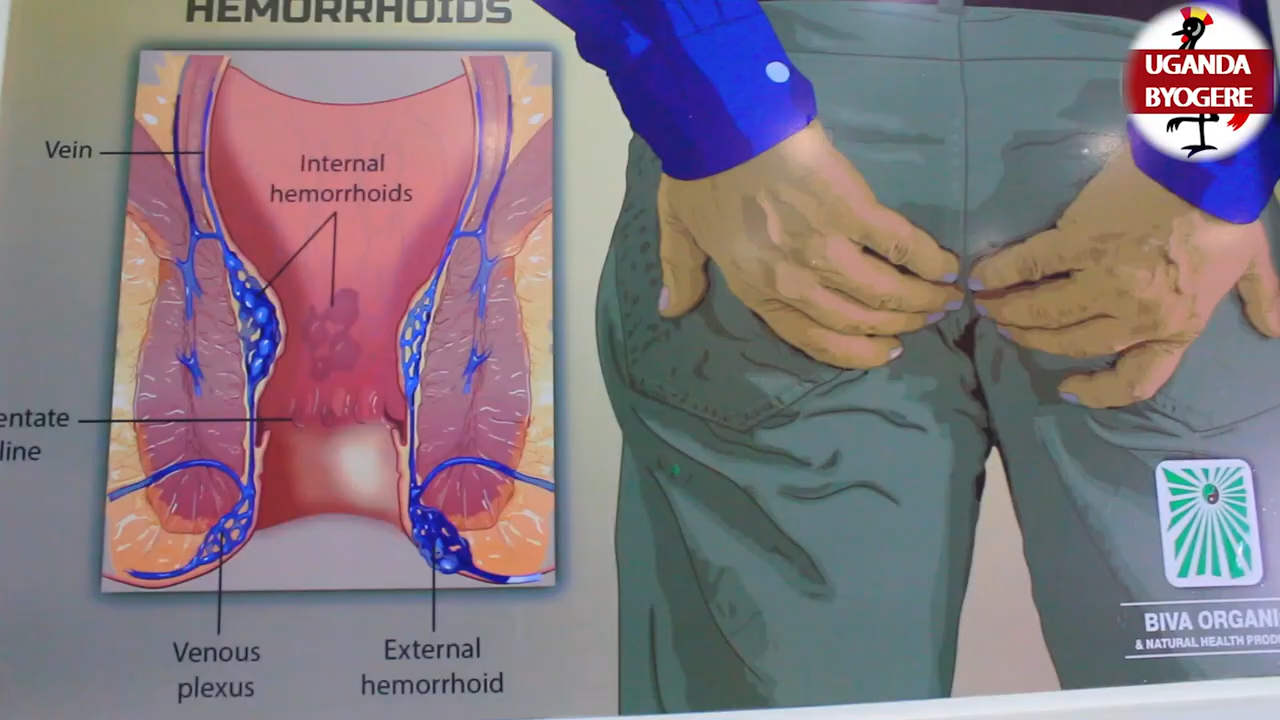 HEMORRHOIDS
Vein
Internal
hemorrhoids
entate
line
Venous
plexus
External
hemorrhoid
UGANDA
BYOGERE
BIVA ORGANI
& NATURAL HEALTH PROD